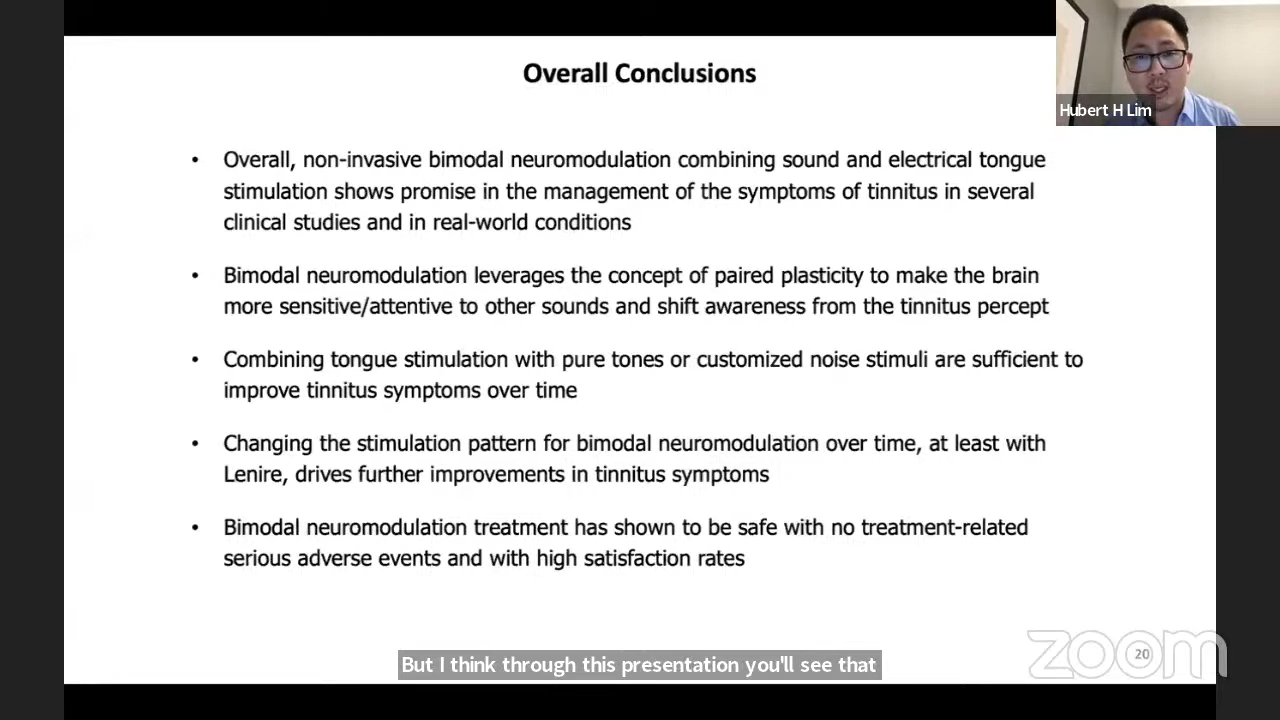 Overall Conclusions
Hubert H Lim
• Overall, non-invasive bimodal neuromodulation combining sound and electrical tongue
stimulation shows promise in the management of the symptoms of tinnitus in several
clinical studies and in real-world conditions
• Bimodal neuromodulation leverages the concept of paired plasticity to make the brain
more sensitive/attentive to other sounds and shift awareness from the tinnitus percept
• Combining tongue stimulation with pure tones or customized noise stimuli are sufficient to
improve tinnitus symptoms over time
• Changing the stimulation pattern for bimodal neuromodulation over time, at least with
Lenire, drives further improvements in tinnitus symptoms
• Bimodal neuromodulation treatment has shown to be safe with no treatment-related
serious adverse events and with high satisfaction rates
But I think through this presentation you'll see that
zoom
20